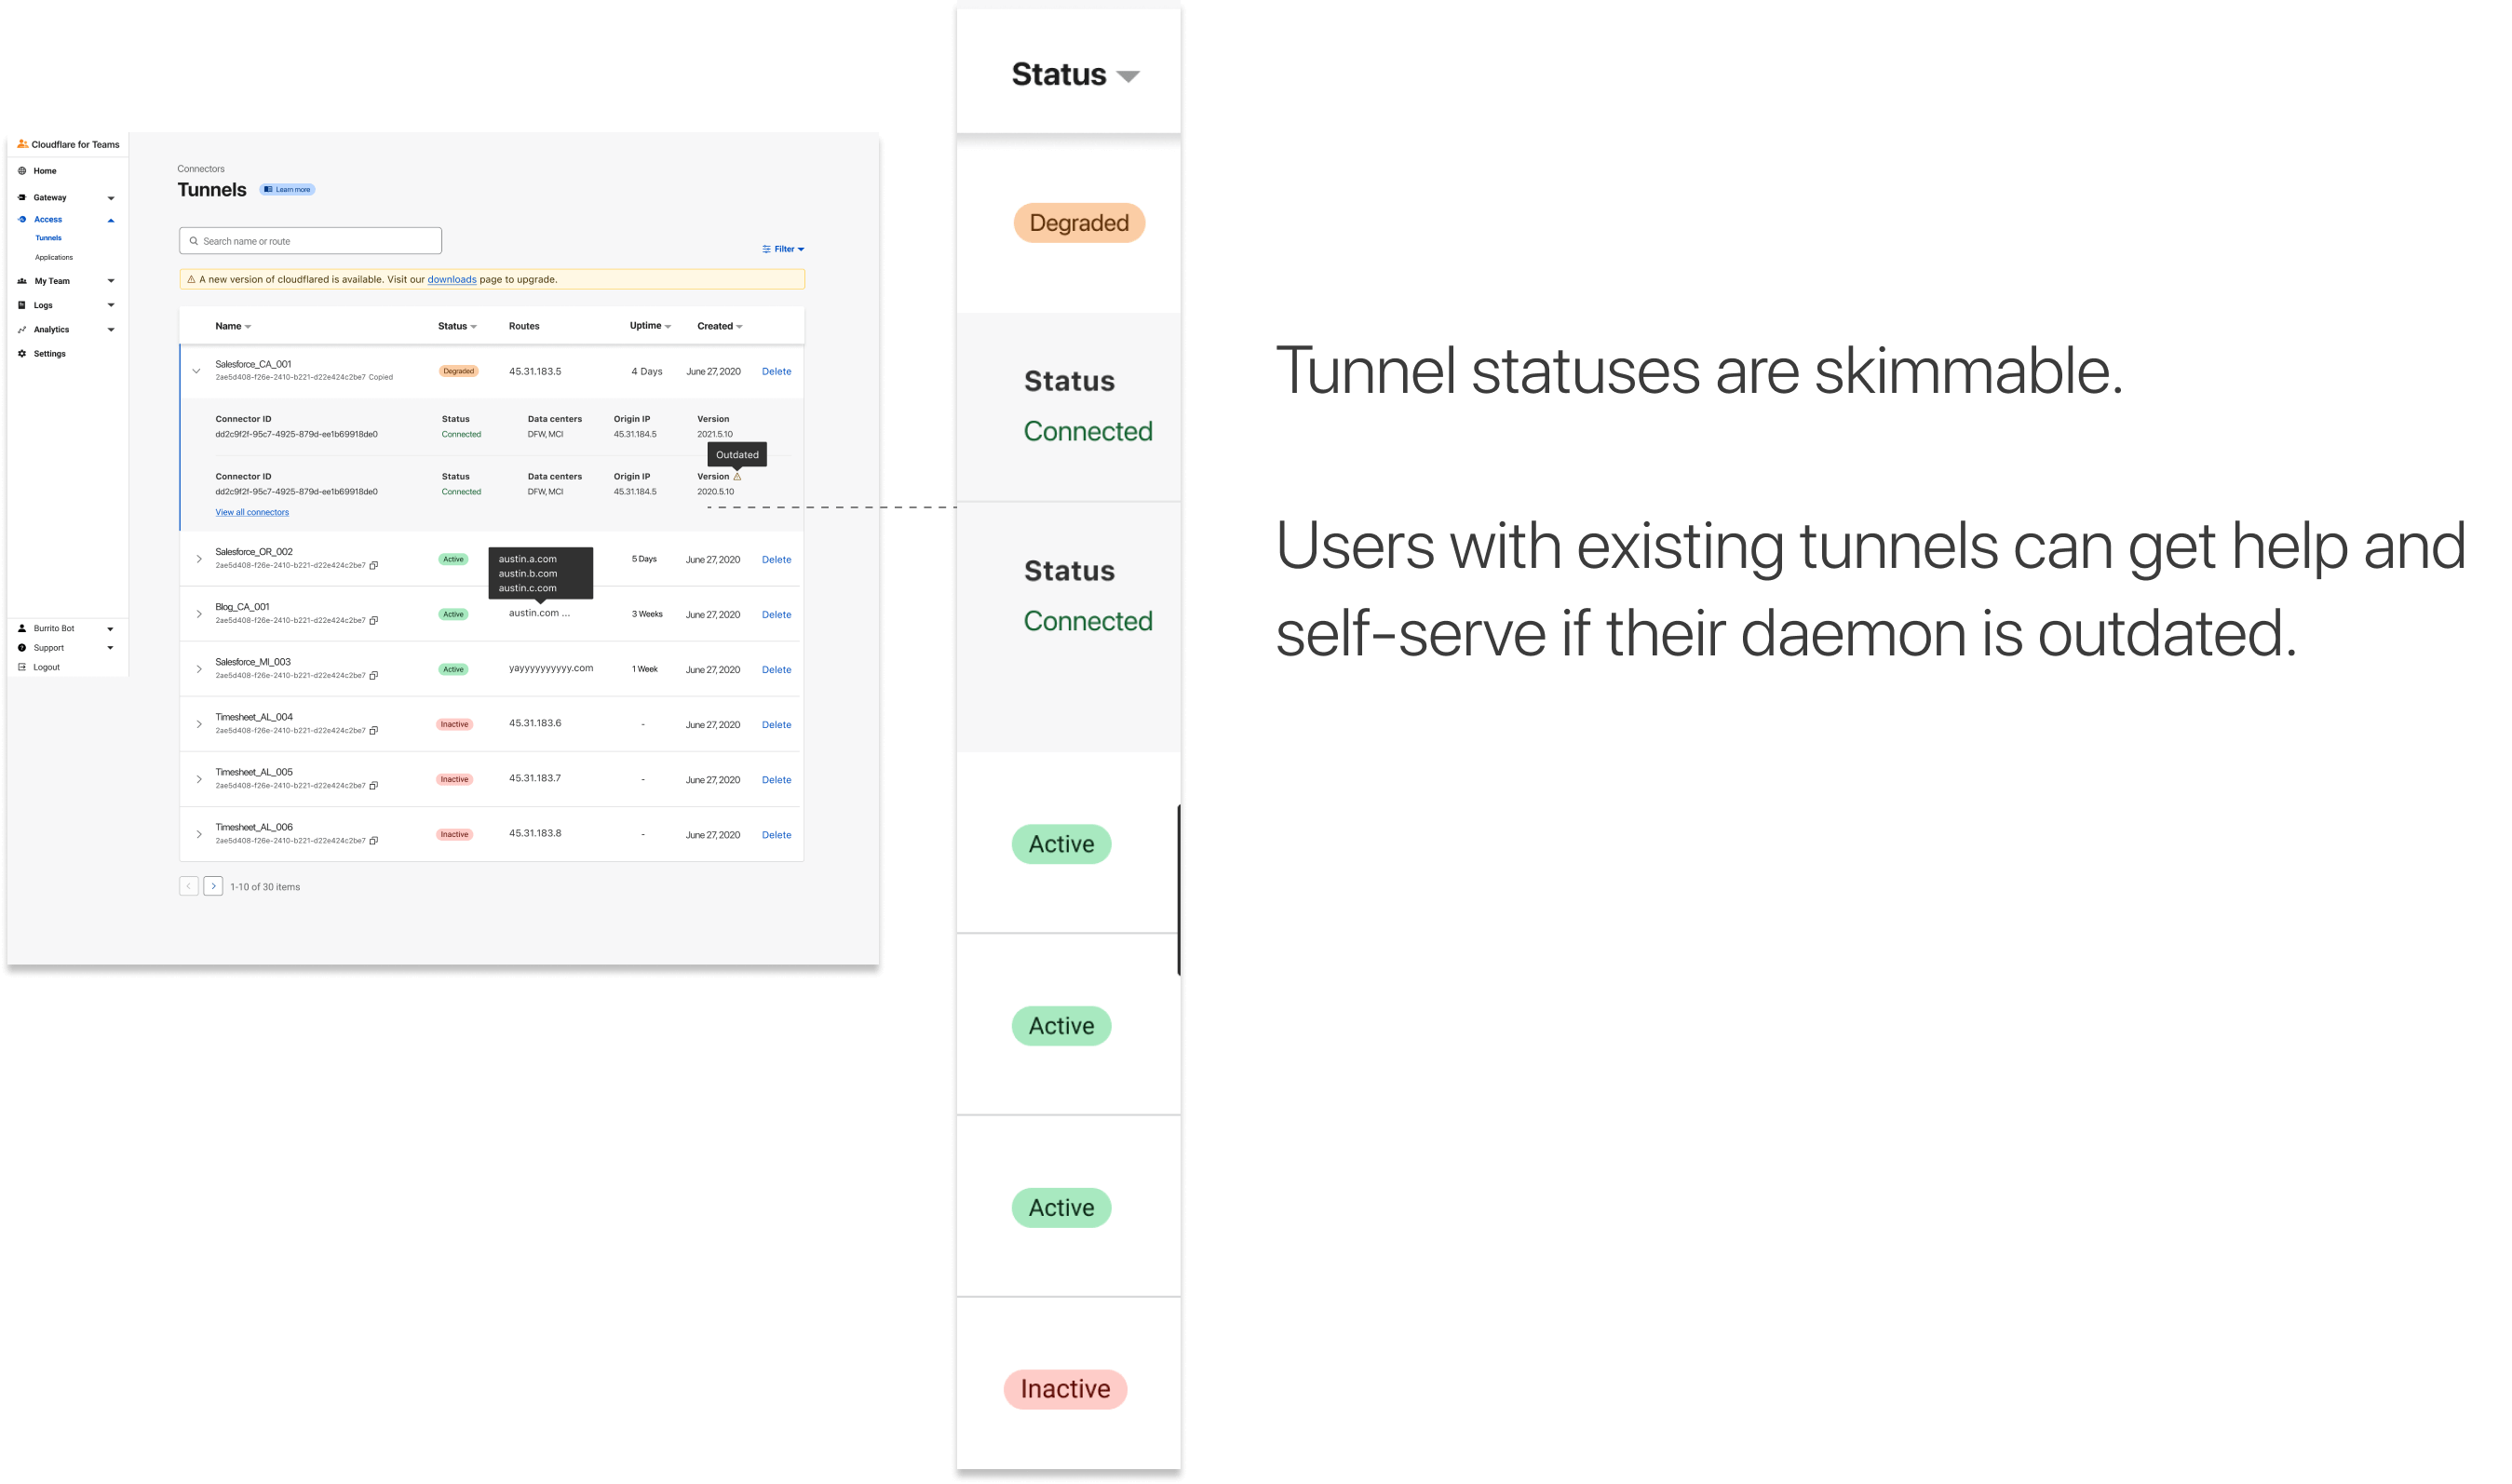 Cloudflare for Teams
Home
Gateway
Access
Tunnels
Applications
My Team
Logs
Analytics
Settings
Burrito Bot
Support
Logout
Connectors
Tunnels Learn more
Search name or route
Filter
A new version of cloudflared is available. Visit our downloads page to upgrade.
Name Status Routes Uptime Created
Salesforce_CA_001
2ae5d408-f26e-2410-b221-d22e424c2be7 Copied
Degraded 45.31.183.5 4 Days June 27, 2020 Delete
Connector ID Status Data centers Origin IP Version
dd2c9f2f-95c7-4925-879d-ee1b69918de0 Connected DFW, MCI 45.31.184.5 2021.5.10
Outdated
Connector ID Status Data centers Origin IP Version
dd2c9f2f-95c7-4925-879d-ee1b69918de0 Connected DFW, MCI 45.31.184.5 2020.5.10
View all connectors
Salesforce_OR_002
2ae5d408-f26e-2410-b221-d22e424c2be7
Active 5 Days June 27, 2020 Delete
austin.a.com
austin.b.com
austin.c.com
Blog_CA_001
2ae5d408-f26e-2410-b221-d22e424c2be7
Active austin.com ... 3 Weeks June 27, 2020 Delete
Salesforce_MI_003
2ae5d408-f26e-2410-b221-d22e424c2be7
Active yayyyyyyyyyy.com 1 Week June 27, 2020 Delete
Timesheet_AL_004
2ae5d408-f26e-2410-b221-d22e424c2be7
Inactive 45.31.183.6 - June 27, 2020 Delete
Timesheet_AL_005
2ae5d408-f26e-2410-b221-d22e424c2be7
Inactive 45.31.183.7 - June 27, 2020 Delete
Timesheet_AL_006
2ae5d408-f26e-2410-b221-d22e424c2be7
Inactive 45.31.183.8 - June 27, 2020 Delete
1-10 of 30 items
Status
Degraded
Status
Connected
Status
Connected
Active
Active
Active
Inactive
Tunnel statuses are skimmable.
Users with existing tunnels can get help and
self-serve if their daemon is outdated.